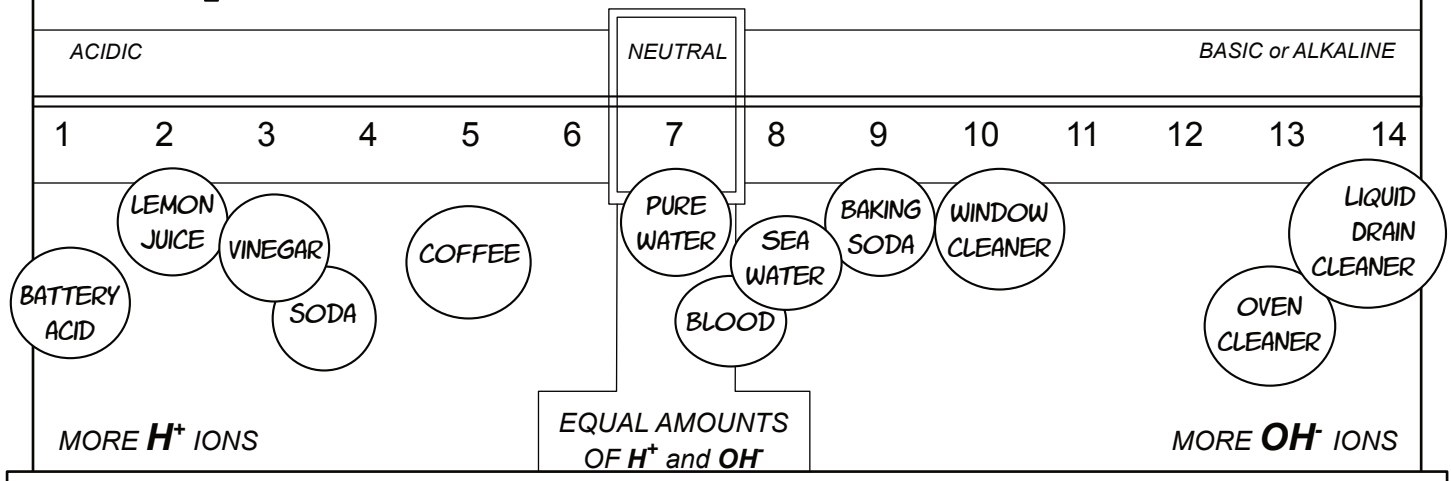 ACIDIC
NEUTRAL
BASIC or ALKALINE
1 2 3 4 5 6 7 8 9 10 11 12 13 14
LEMON
JUICE
VINEGAR
BATTERY
ACID
SODA
COFFEE
PURE
WATER
BLOOD
SEA
WATER
BAKING
SODA
WINDOW
CLEANER
OVEN
CLEANER
LIQUID
DRAIN
CLEANER
MORE H⁺ IONS
EQUAL AMOUNTS
OF H⁺ and OH⁻
MORE OH⁻ IONS